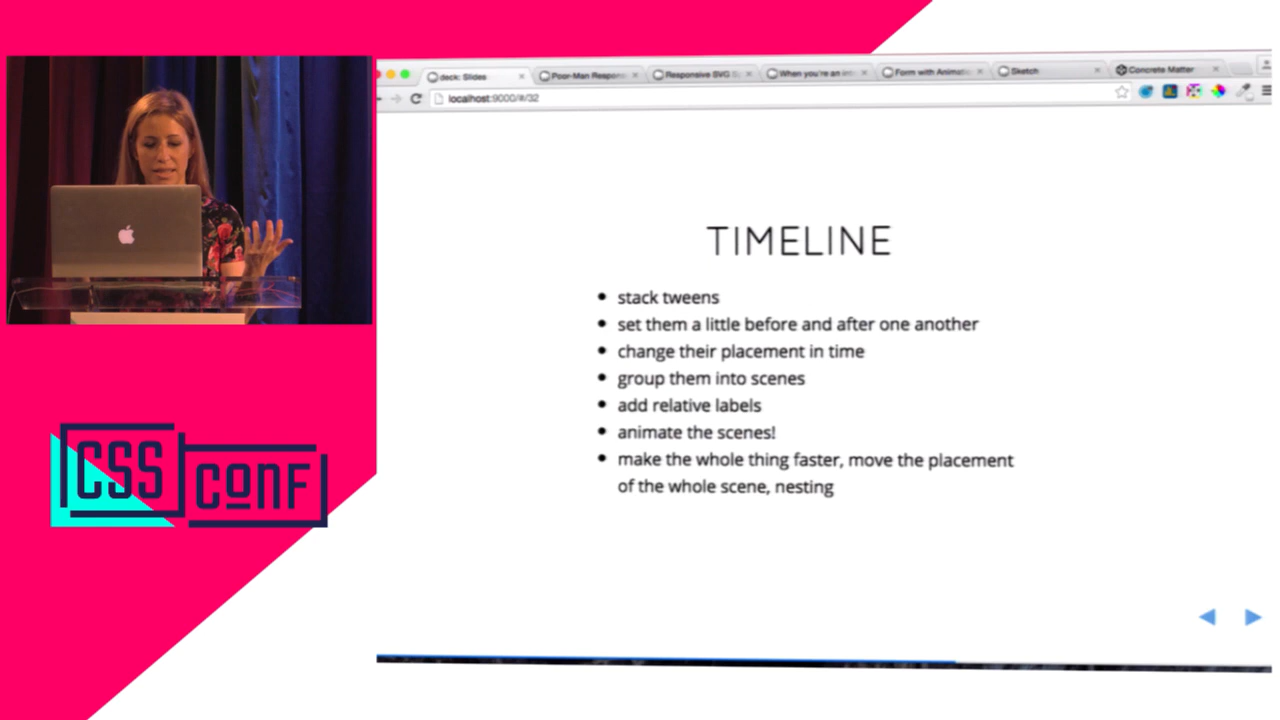 deck: Slides
Poor-Man Respon
Responsive SVG S
When you're an in
Form with Animati
Sketch
Concrete Matter
localhost:9000/#/32
TIMELINE
stack tweens
set them a little before and after one another
change their placement in time
group them into scenes
add relative labels
animate the scenes!
make the whole thing faster, move the placement
of the whole scene, nesting
CSS
CONF